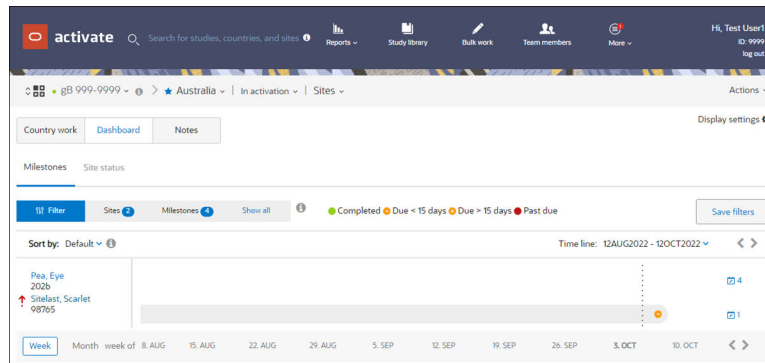 activate
Search for studies, countries, and sites
Reports
Study library
Bulk work
Team members
More
Hi, Test User1
ID: 9999
log out
gB 999-9999
Australia
In activation
Sites
Actions
Country work
Dashboard
Notes
Display settings
Milestones
Site status
Filter
Sites 2
Milestones 4
Show all
Completed
Due < 15 days
Due > 15 days
Past due
Save filters
Sort by: Default
Time line: 12AUG2022 - 12OCT2022
Pea, Eye
202b
Sitelast, Scarlet
98765
4
1
Week Month week of 8. AUG 15. AUG 22. AUG 29. AUG 5. SEP 12. SEP 19. SEP 26. SEP 3. OCT 10. OCT